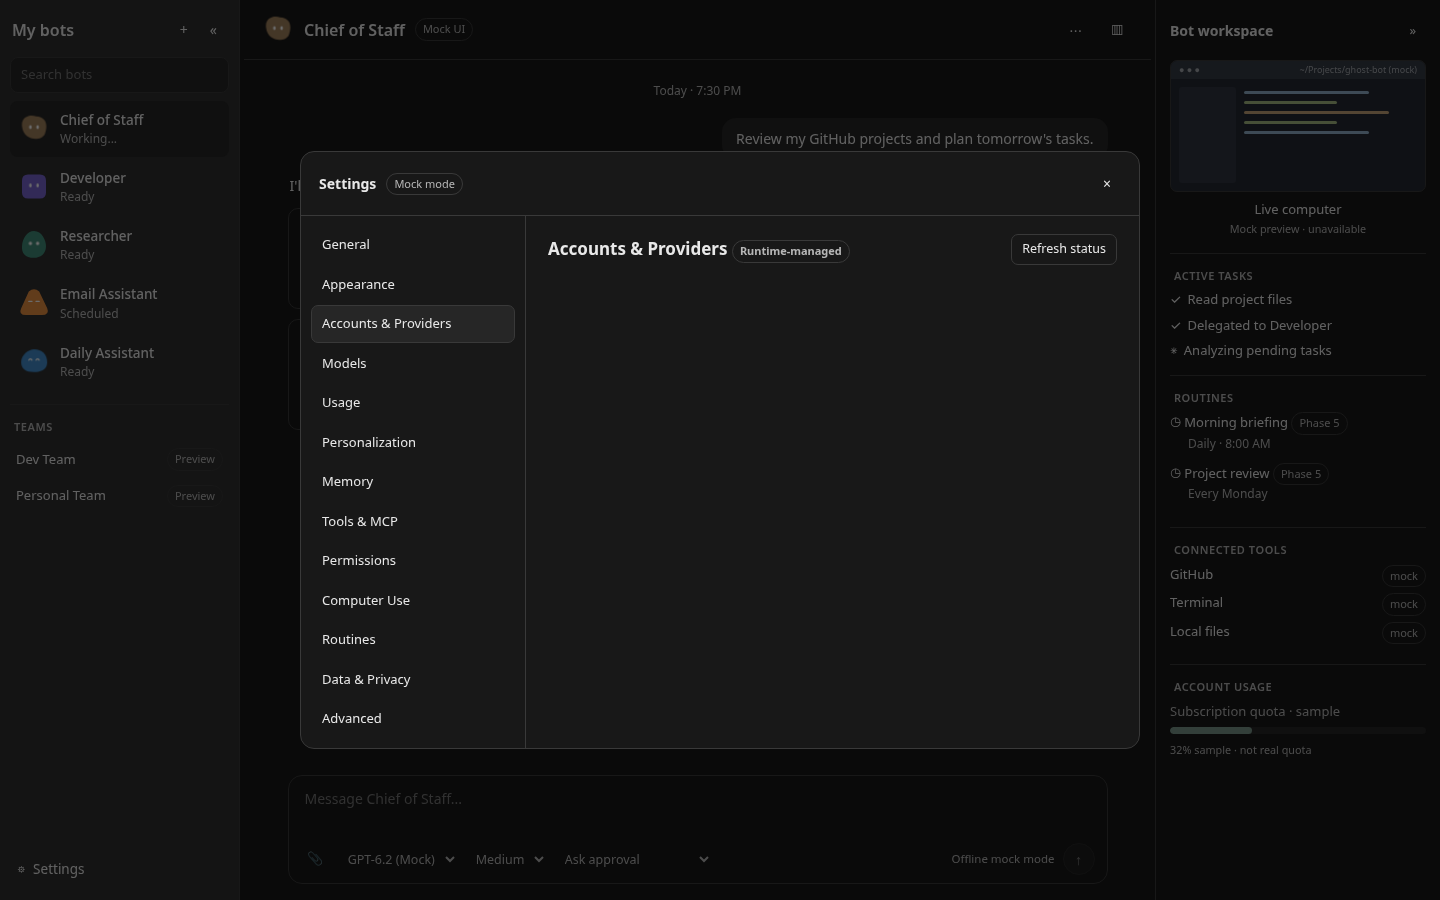 My bots
+
«
Search bots
Chief of Staff
Working...
Developer
Ready
Researcher
Ready
Email Assistant
Scheduled
Daily Assistant
Ready
TEAMS
Dev Team
Preview
Personal Team
Preview
Settings
Chief of Staff
Mock UI
...
Today · 7:30 PM
Review my GitHub projects and plan tomorrow's tasks.
Settings
Mock mode
×
General
Appearance
Accounts & Providers
Models
Usage
Personalization
Memory
Tools & MCP
Permissions
Computer Use
Routines
Data & Privacy
Advanced
Accounts & Providers
Runtime-managed
Refresh status
Message Chief of Staff...
GPT-6.2 (Mock)
Medium
Ask approval
Offline mock mode
↑
Bot workspace
»
~/Projects/ghost-bot (mock)
Live computer
Mock preview · unavailable
ACTIVE TASKS
✓ Read project files
✓ Delegated to Developer
Analyzing pending tasks
ROUTINES
Morning briefing Phase 5
Daily · 8:00 AM
Project review Phase 5
Every Monday
CONNECTED TOOLS
GitHub mock
Terminal mock
Local files mock
ACCOUNT USAGE
Subscription quota · sample
32% sample · not real quota